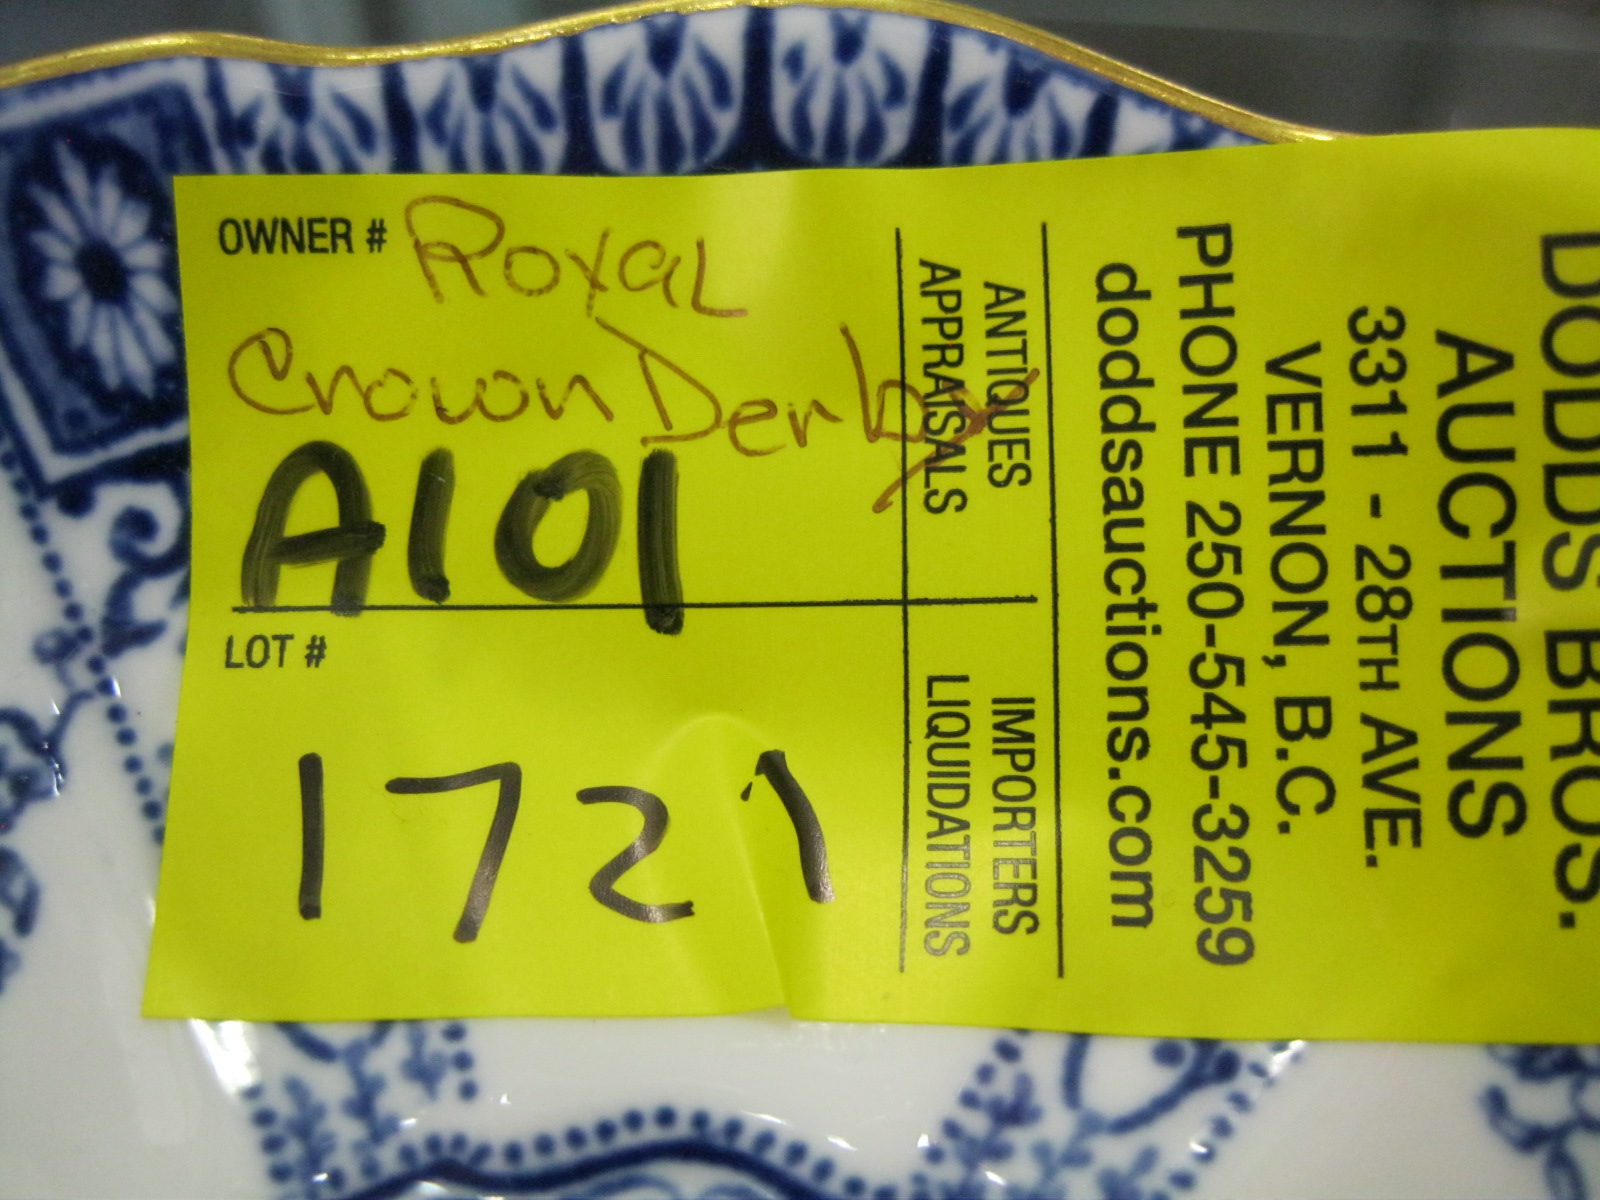 OWNER # Royal
Crown Derby
A101
LOT #
1721
ANTIQUES
APPRAISALS
IMPORTERS
LIQUIDATIONS
DODDS BROS.
AUCTIONS
3311 - 28TH AVE.
VERNON, B.C.
PHONE 250-545-3259
doddsauctions.com